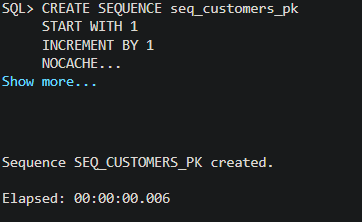 SQL> CREATE SEQUENCE seq_customers_pk
START WITH 1
INCREMENT BY 1
NOCACHE...
Show more...
Sequence SEQ_CUSTOMERS_PK created.
Elapsed: 00:00:00.006